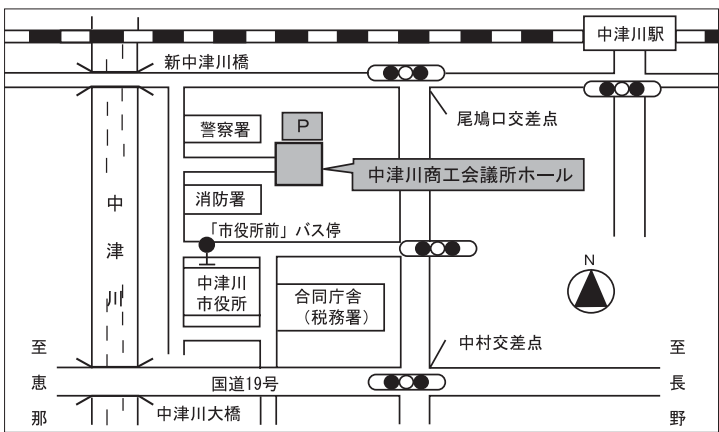 中津川駅
新中津川橋
尾鳩口交差点
警察署
P
中津川商工会議所ホール
消防署
「市役所前」バス停
中津川
中津川
市役所
合同庁舎
（税務署）
N
中村交差点
至恵那
国道19号
至長野
中津川大橋